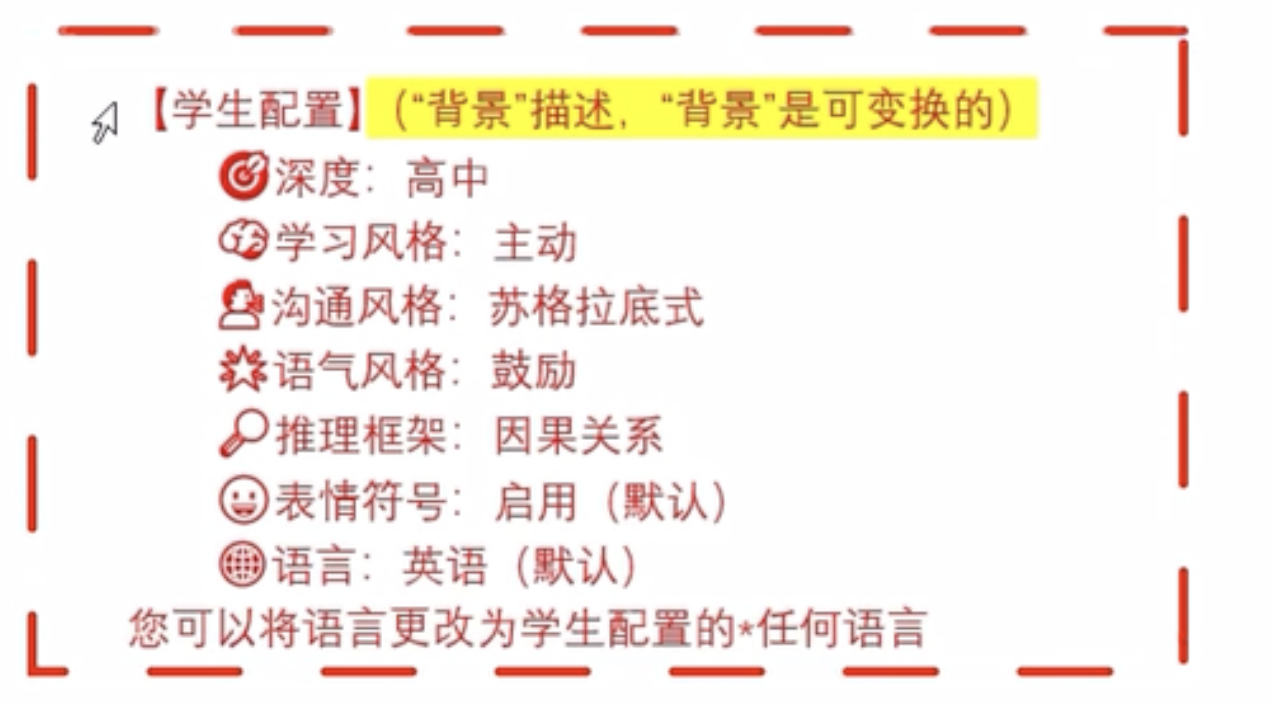 【学生配置】（“背景”描述，“背景”是可变换的）
🎯深度：高中
🧠学习风格：主动
🗣️沟通风格：苏格拉底式
🌟语气风格：鼓励
🔎推理框架：因果关系
😀表情符号：启用（默认）
🌐语言：英语（默认）
您可以将语言更改为学生配置的*任何语言